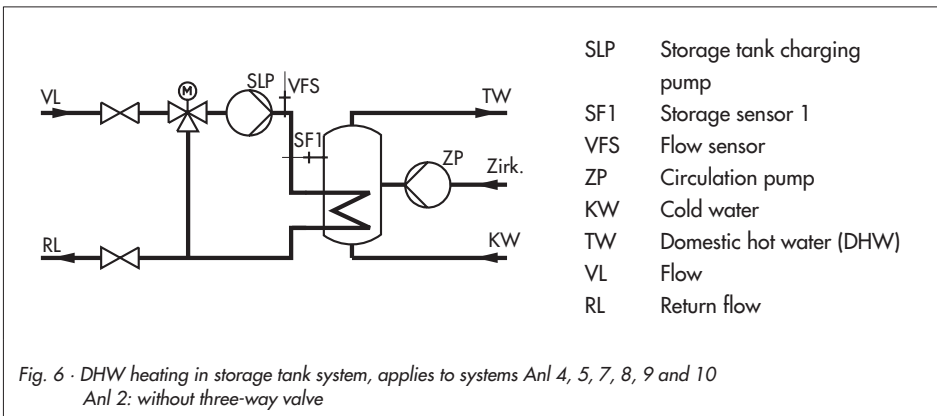 VL
M
SLP
VFS
SF1
TW
ZP
Zirk.
RL
KW
SLP Storage tank charging
pump
SF1 Storage sensor 1
VFS Flow sensor
ZP Circulation pump
KW Cold water
TW Domestic hot water (DHW)
VL Flow
RL Return flow
Fig. 6 · DHW heating in storage tank system, applies to systems Anl 4, 5, 7, 8, 9 and 10
Anl 2: without three-way valve